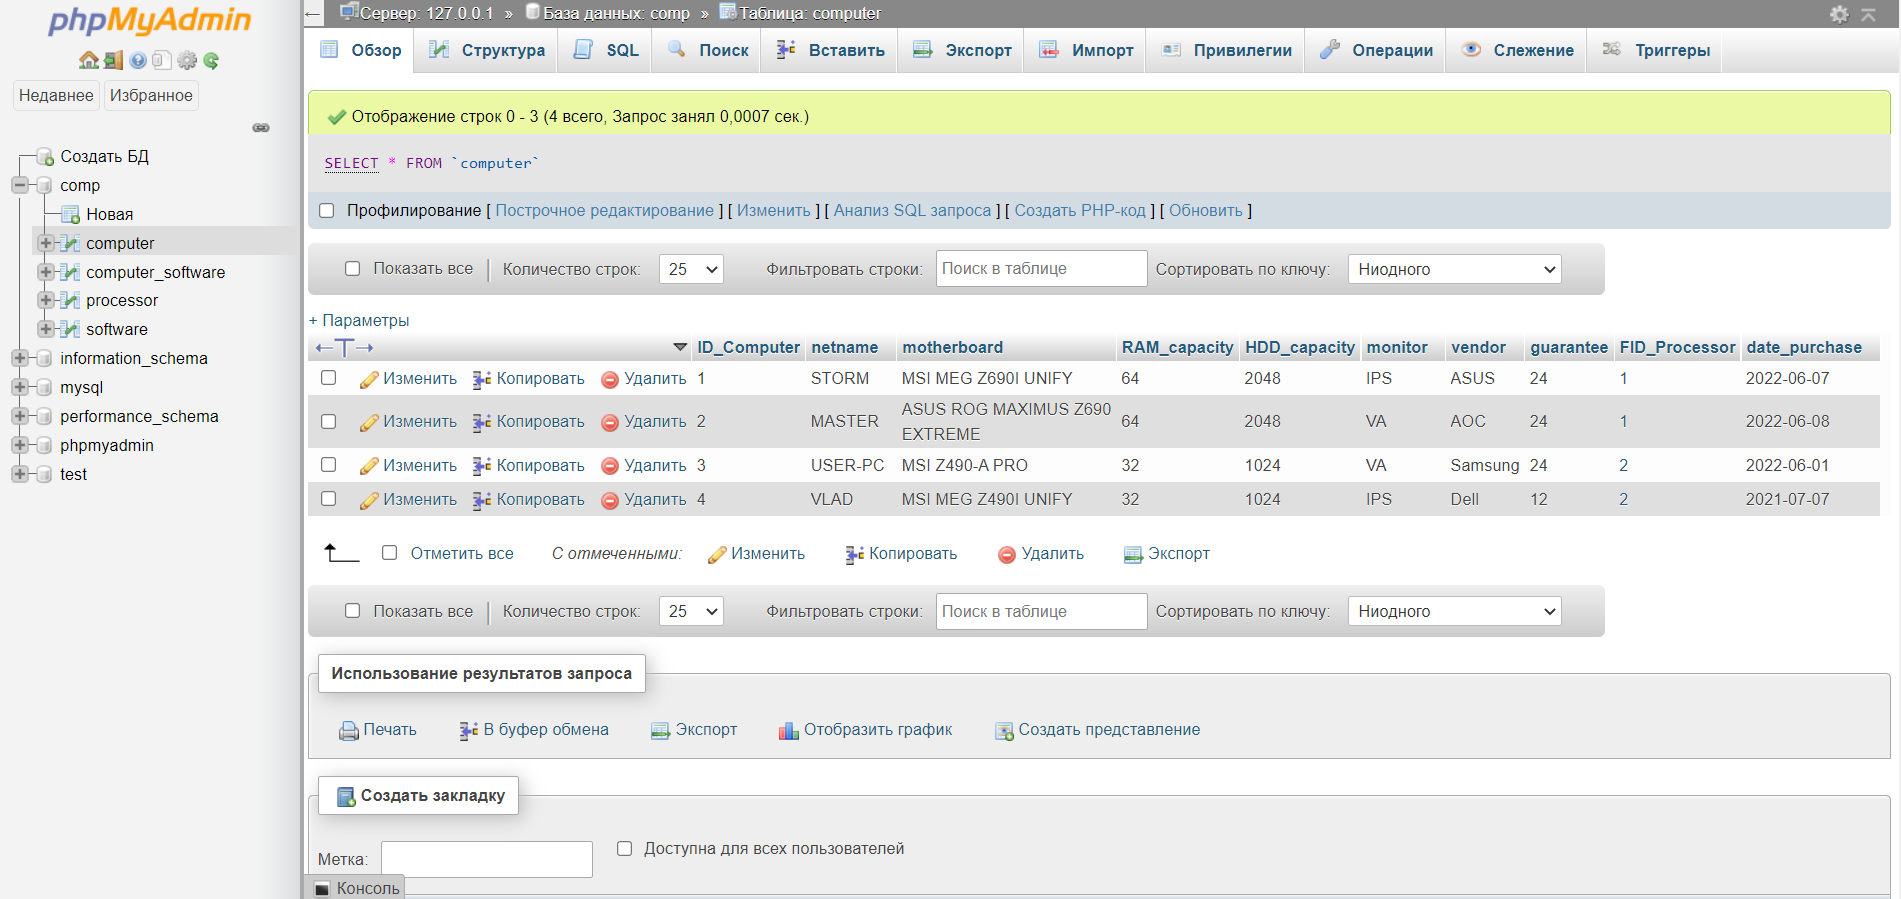 phpMyAdmin
Недавнее Избранное
Создать БД
comp
Новая
computer
computer_software
processor
software
information_schema
mysql
performance_schema
phpmyadmin
test
Сервер: 127.0.0.1 » База данных: comp » Таблица: computer
Обзор Структура SQL Поиск Вставить Экспорт Импорт Привилегии Операции Слежение Триггеры
Отображение строк 0 - 3 (4 всего, Запрос занял 0,0007 сек.)
SELECT * FROM `computer`
Профилирование [ Построчное редактирование ] [ Изменить ] [ Анализ SQL запроса ] [ Создать PHP-код ] [ Обновить ]
Показать все Количество строк: 25 Фильтровать строки: Поиск в таблице Сортировать по ключу: Ниодного
+ Параметры
←T→ ID_Computer netname motherboard RAM_capacity HDD_capacity monitor vendor guarantee FID_Processor date_purchase
Изменить Копировать Удалить 1 STORM MSI MEG Z690I UNIFY 64 2048 IPS ASUS 24 1 2022-06-07
Изменить Копировать Удалить 2 MASTER ASUS ROG MAXIMUS Z690 EXTREME 64 2048 VA AOC 24 1 2022-06-08
Изменить Копировать Удалить 3 USER-PC MSI Z490-A PRO 32 1024 VA Samsung 24 2 2022-06-01
Изменить Копировать Удалить 4 VLAD MSI MEG Z490I UNIFY 32 1024 IPS Dell 12 2 2021-07-07
Отметить все С отмеченными: Изменить Копировать Удалить Экспорт
Показать все Количество строк: 25 Фильтровать строки: Поиск в таблице Сортировать по ключу: Ниодного
Использование результатов запроса
Печать В буфер обмена Экспорт Отобразить график Создать представление
Создать закладку
Метка: Доступна для всех пользователей
Консоль